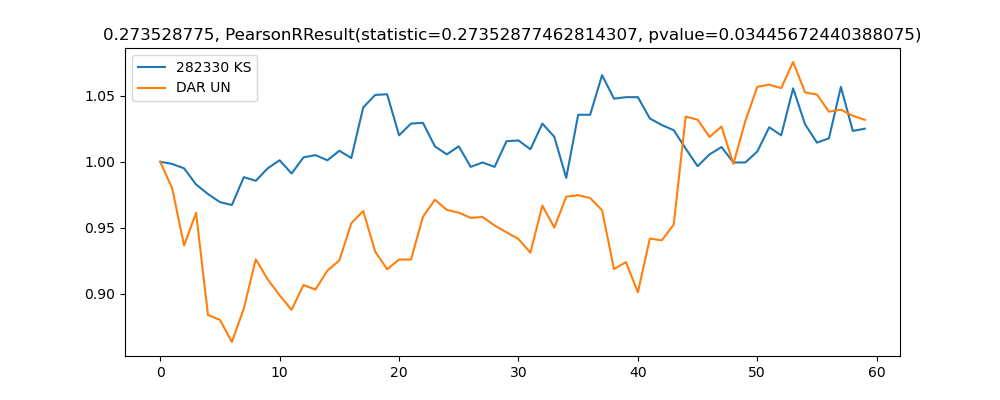 0.273528775, PearsonRResult(statistic=0.27352877462814307, pvalue=0.03445672440388075)
282330 KS
DAR UN
1.05
1.00
0.95
0.90
0 10 20 30 40 50 60